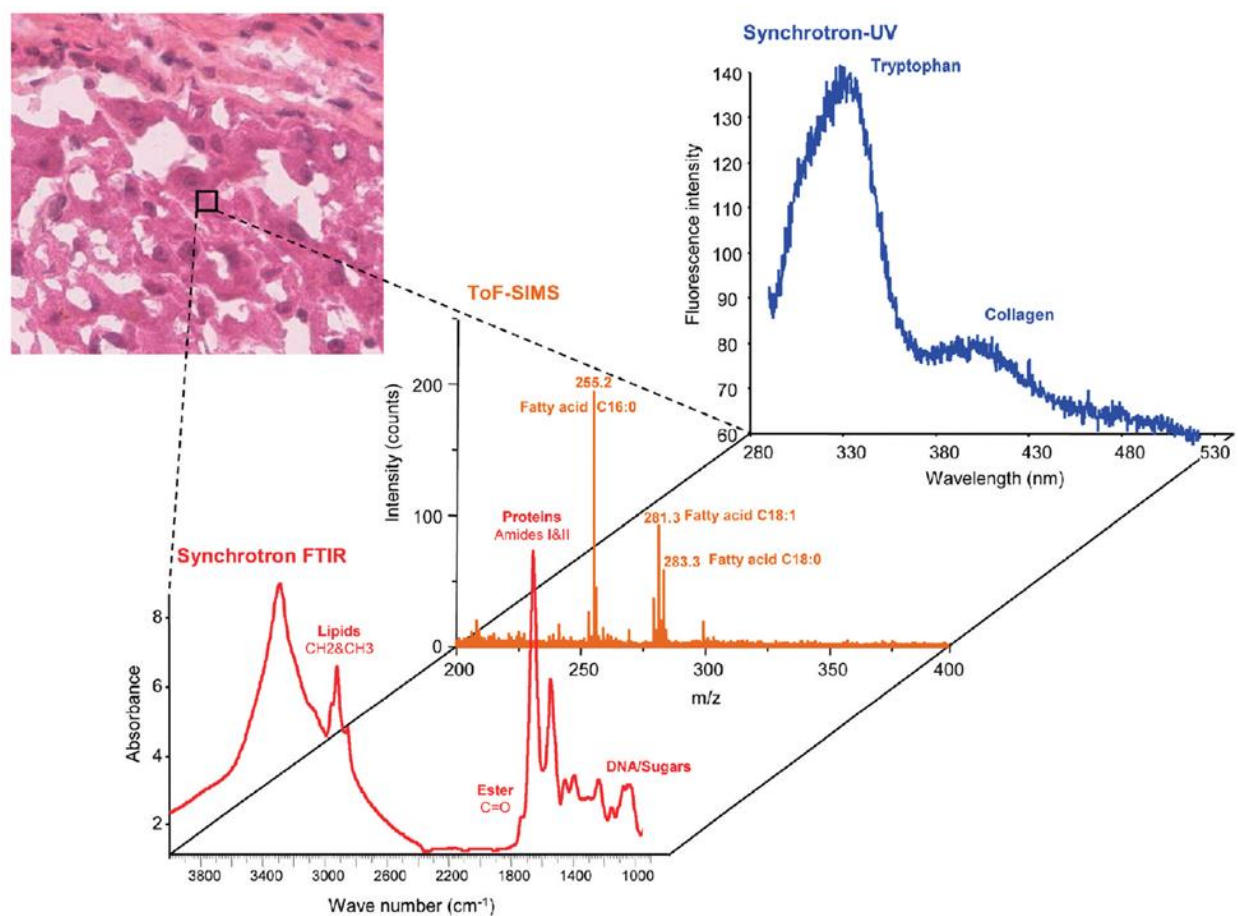 Synchrotron-UV
Tryptophan
140
130
120
110
100
90
80
70
60
Fluorescence intensity
Collagen
280 330 380 430 480 530
Wavelength (nm)
ToF-SIMS
200
100
0
Intensity (counts)
255.2
Fatty acid C16:0
281.3 Fatty acid C18:1
283.3 Fatty acid C18:0
200 250 300 350 400
m/z
Synchrotron FTIR
8
6
4
2
Absorbance
Lipids
CH2&CH3
Proteins
Amides I&II
Ester
C=O
DNA/Sugars
3800 3400 3000 2600 2200 1800 1400 1000
Wave number (cm⁻¹)